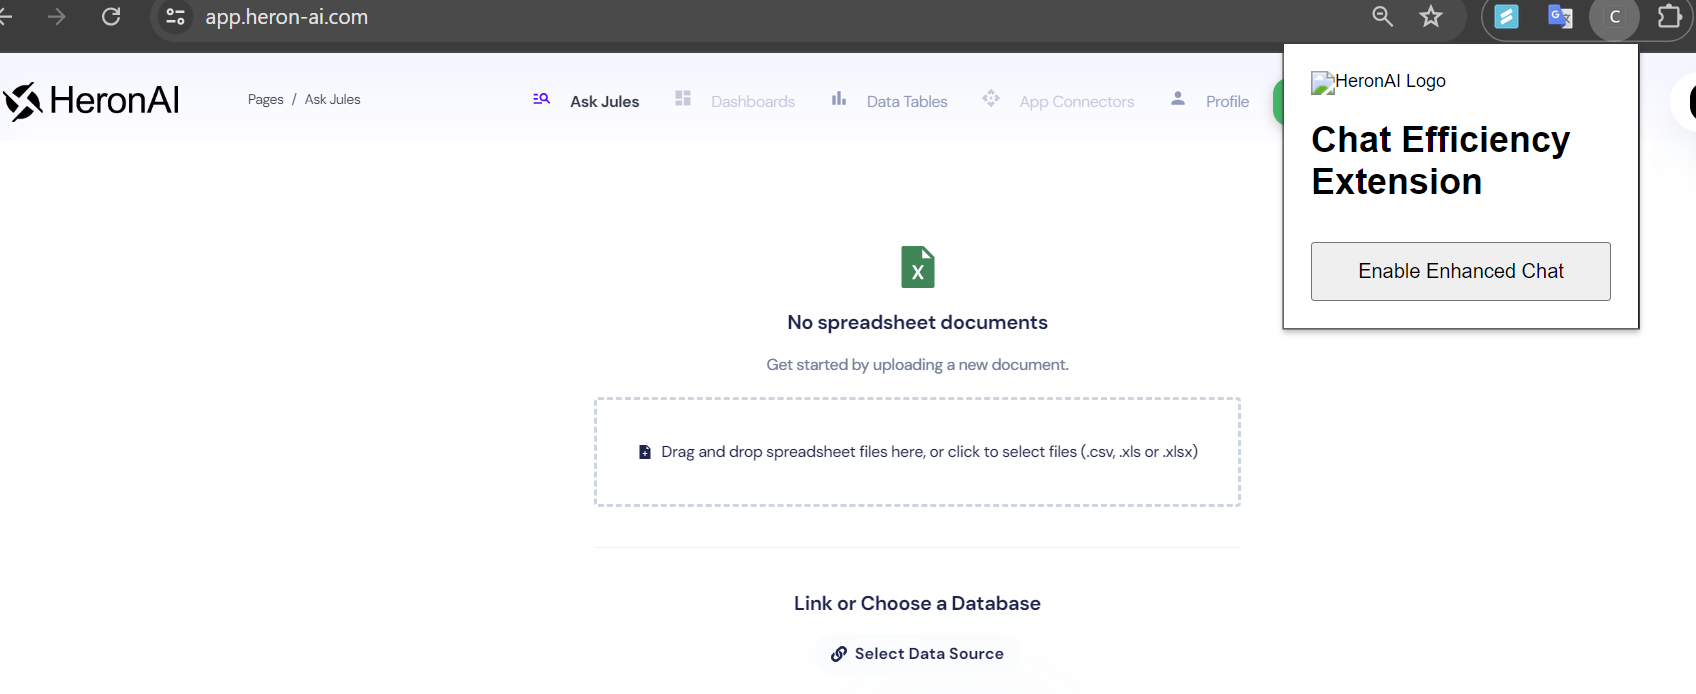 app.heron-ai.com
C
HeronAI
Pages / Ask Jules
Ask Jules
Dashboards
Data Tables
App Connectors
Profile
HeronAI Logo
Chat Efficiency
Extension
Enable Enhanced Chat
X
No spreadsheet documents
Get started by uploading a new document.
Drag and drop spreadsheet files here, or click to select files (.csv, .xls or .xlsx)
Link or Choose a Database
Select Data Source